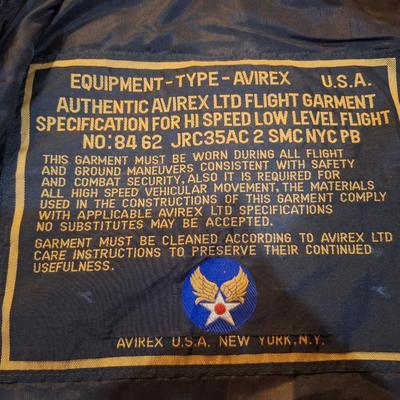 EQUIPMENT-TYPE-AVIREX U.S.A.
AUTHENTIC AVIREX LTD FLIGHT GARMENT
SPECIFICATION FOR HI SPEED LOW LEVEL FLIGHT
NO: 84 62 JRC35AC 2 SMC NYC PB
THIS GARMENT MUST BE WORN DURING ALL FLIGHT
AND GROUND MANEUVERS CONSISTENT WITH SAFETY
AND COMBAT SECURITY. ALSO IT IS REQUIRED FOR
ALL HIGH SPEED VEHICULAR MOVEMENT. THE MATERIALS
USED IN THE CONSTRUCTIONS OF THIS GARMENT COMPLY
WITH APPLICABLE AVIREX LTD SPECIFICATIONS
NO SUBSTITUTES MAY BE ACCEPTED.
GARMENT MUST BE CLEANED ACCORDING TO AVIREX LTD
CARE INSTRUCTIONS TO PRESERVE THEIR CONTINUED
USEFULNESS.
AVIREX U.S.A. NEW YORK, N.Y.